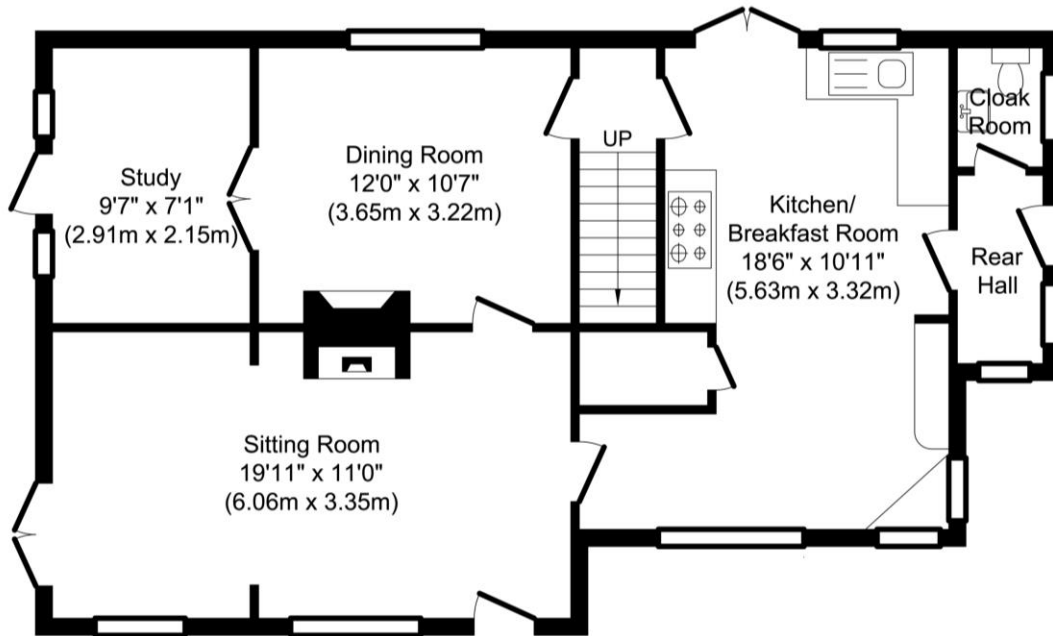 Study
9'7" x 7'1"
(2.91m x 2.15m)
Dining Room
12'0" x 10'7"
(3.65m x 3.22m)
UP
Kitchen/
Breakfast Room
18'6" x 10'11"
(5.63m x 3.32m)
Cloak
Room
Rear
Hall
Sitting Room
19'11" x 11'0"
(6.06m x 3.35m)